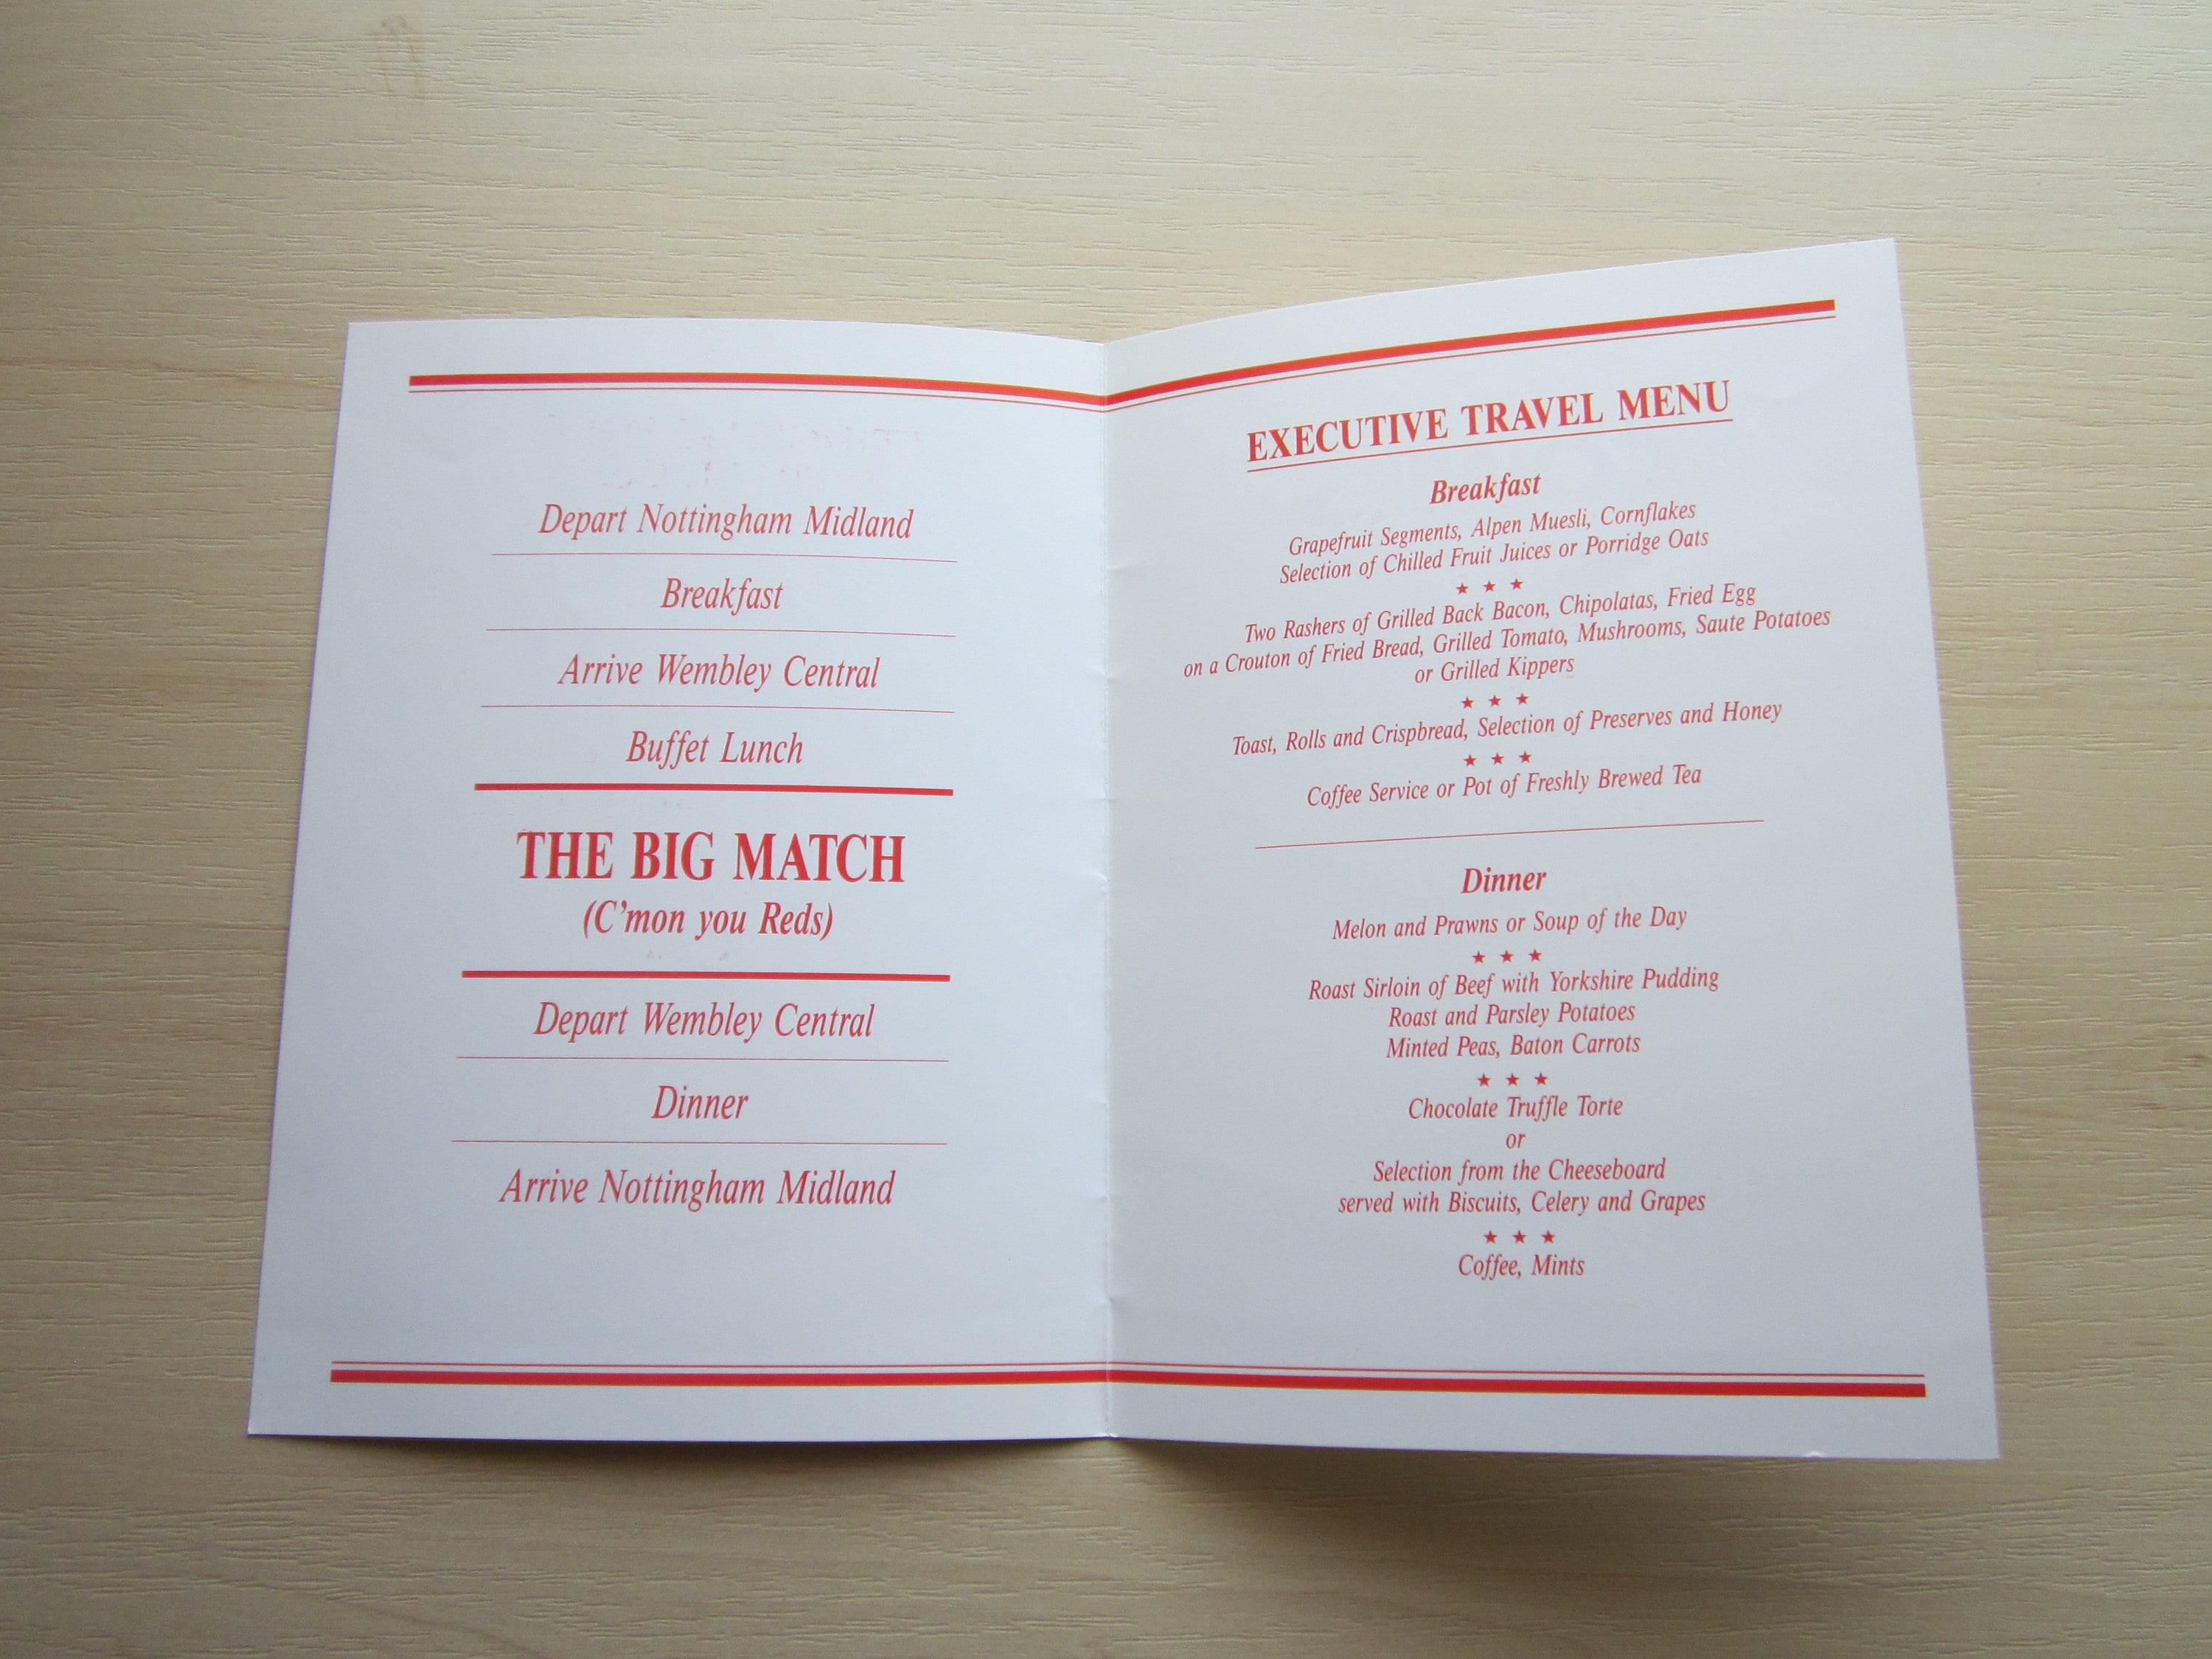 Depart Nottingham Midland
Breakfast
Arrive Wembley Central
Buffet Lunch
THE BIG MATCH
(C'mon you Reds)
Depart Wembley Central
Dinner
Arrive Nottingham Midland
EXECUTIVE TRAVEL MENU
Breakfast
Grapefruit Segments, Alpen Muesli, Cornflakes
Selection of Chilled Fruit Juices or Porridge Oats
★ ★ ★
Two Rashers of Grilled Back Bacon, Chipolatas, Fried Egg
on a Crouton of Fried Bread, Grilled Tomato, Mushrooms, Saute Potatoes
or Grilled Kippers
★ ★ ★
Toast, Rolls and Crispbread, Selection of Preserves and Honey
★ ★ ★
Coffee Service or Pot of Freshly Brewed Tea
Dinner
Melon and Prawns or Soup of the Day
★ ★ ★
Roast Sirloin of Beef with Yorkshire Pudding
Roast and Parsley Potatoes
Minted Peas, Baton Carrots
★ ★ ★
Chocolate Truffle Torte
or
Selection from the Cheeseboard
served with Biscuits, Celery and Grapes
★ ★ ★
Coffee, Mints